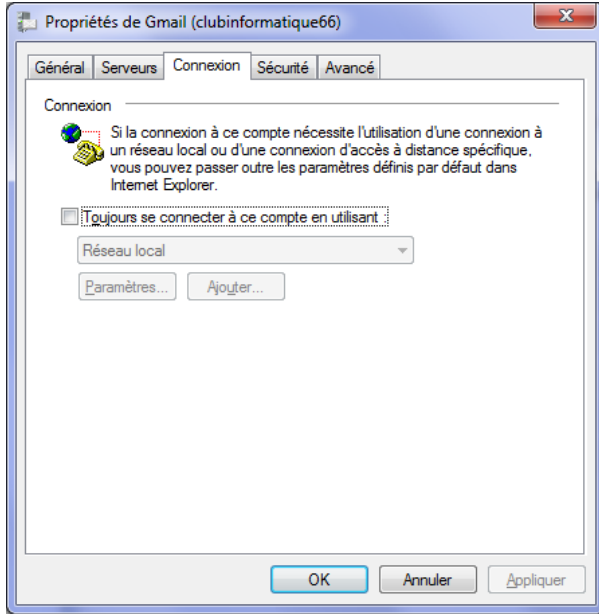 Propriétés de Gmail (clubinformatique66)
Général Serveurs Connexion Sécurité Avancé
Connexion
Si la connexion à ce compte nécessite l'utilisation d'une connexion à
un réseau local ou d'une connexion d'accès à distance spécifique,
vous pouvez passer outre les paramètres définis par défaut dans
Internet Explorer.
Toujours se connecter à ce compte en utilisant :
Réseau local
Paramètres... Ajouter...
OK Annuler Appliquer